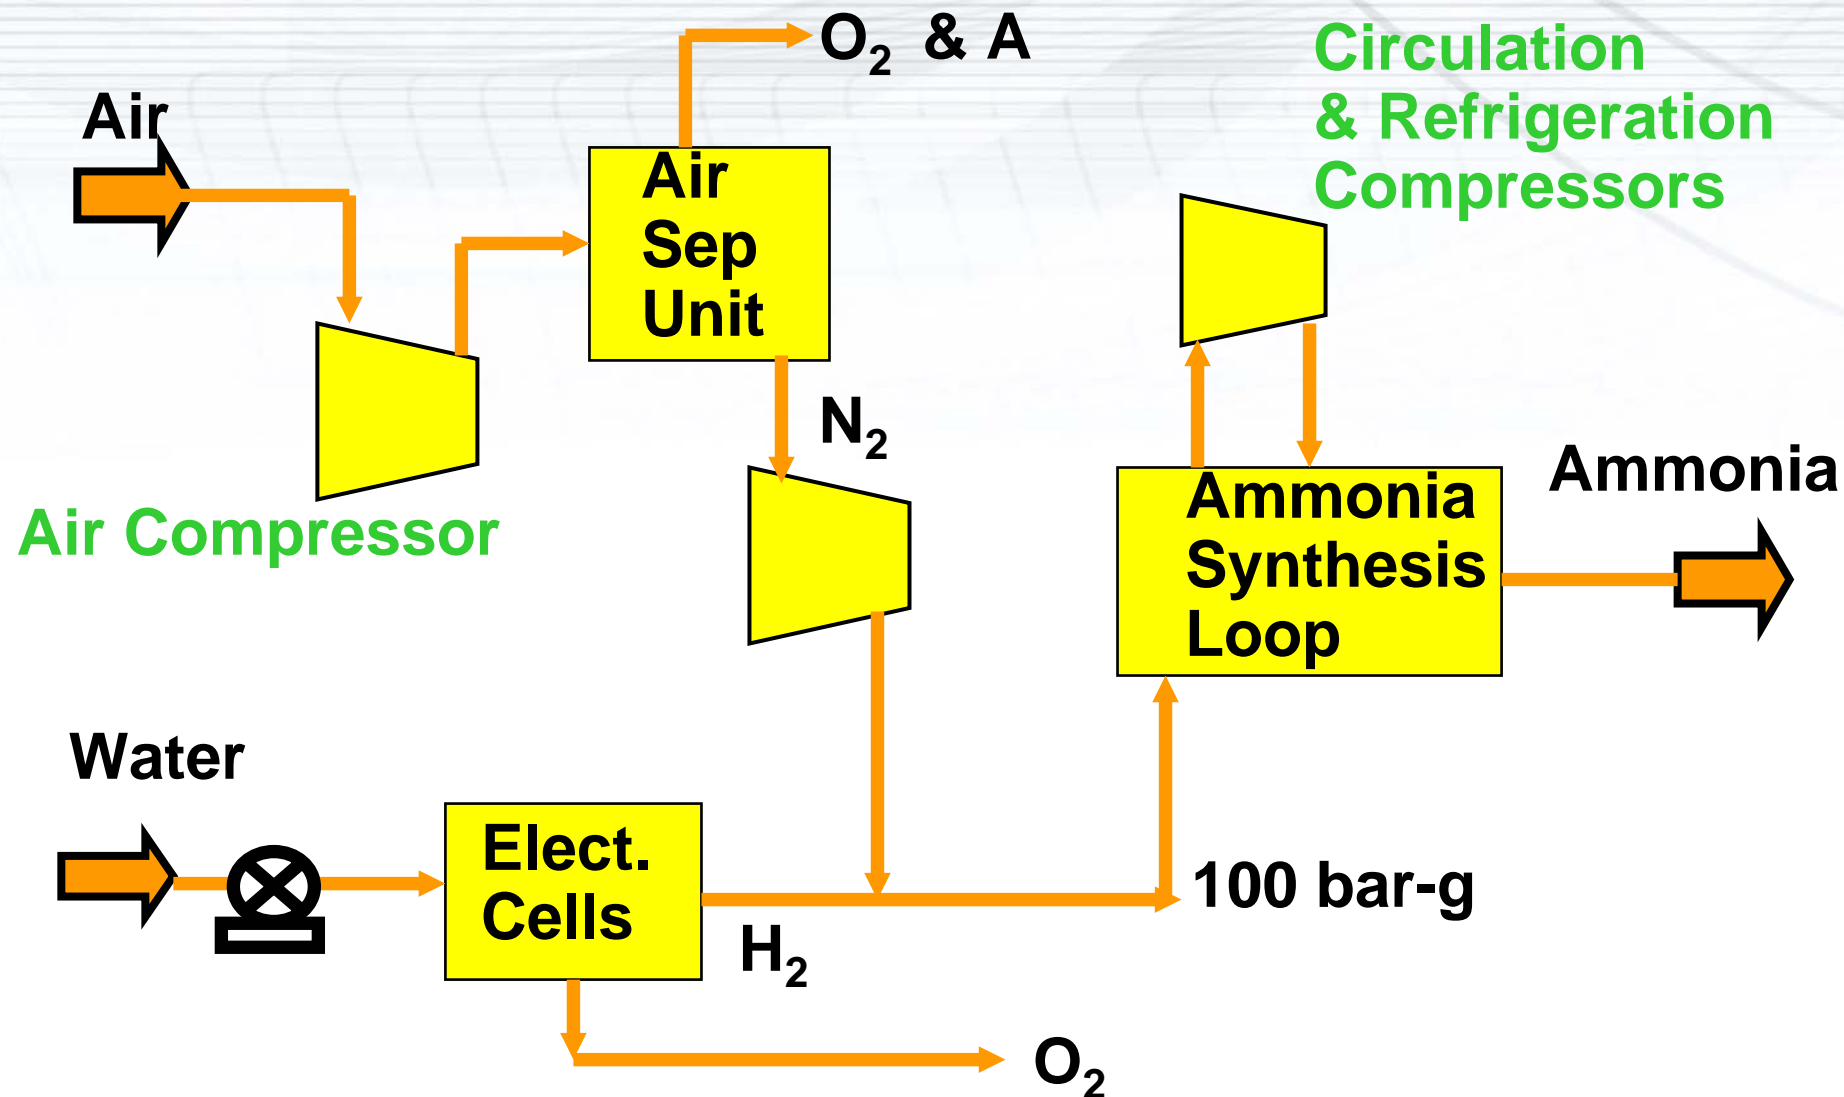 O₂ & A
Circulation
& Refrigeration
Compressors
Air
Air
Sep
Unit
N₂
Air Compressor
Ammonia
Synthesis
Loop
Ammonia
Water
Elect.
Cells
H₂
100 bar-g
O₂